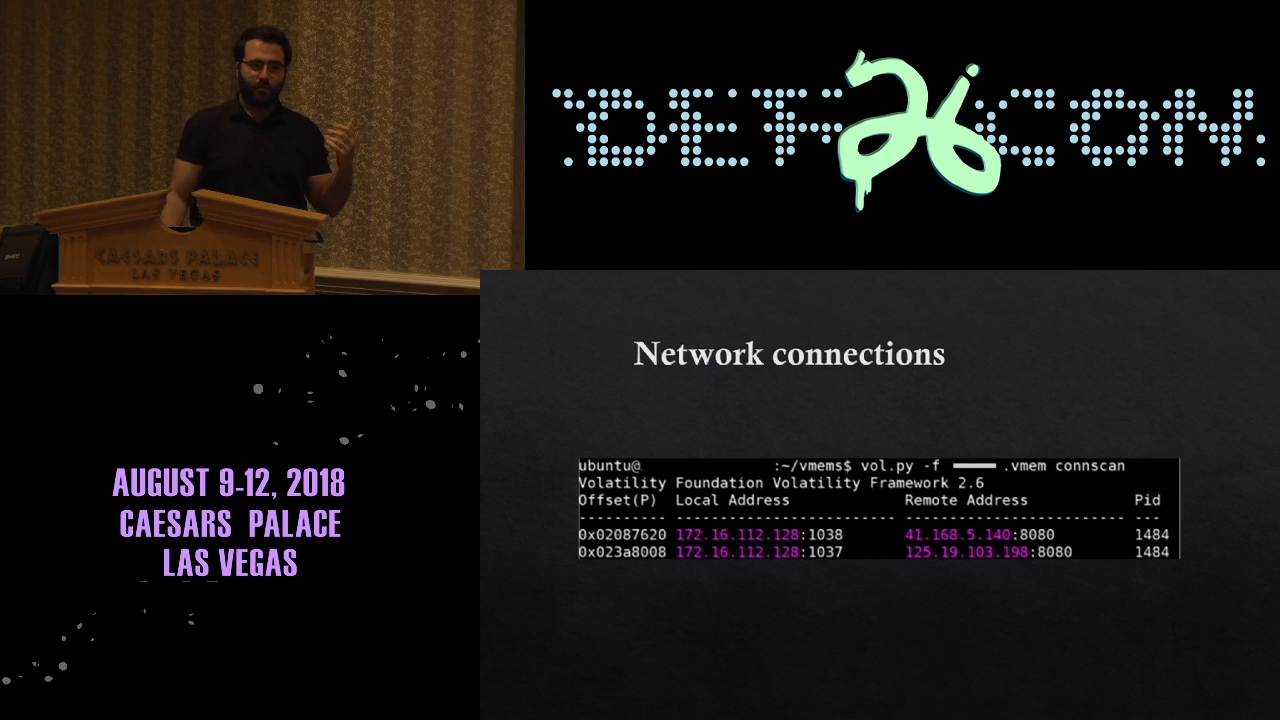 DEF 26 CON
CAESARS PALACE
LAS VEGAS
AUGUST 9-12, 2018
CAESARS PALACE
LAS VEGAS
Network connections
ubuntu@ :~/vmems$ vol.py -f .vmem connscan
Volatility Foundation Volatility Framework 2.6
Offset(P) Local Address Remote Address Pid
---------- ------------------------- ------------------------- ---
0x02087620 172.16.112.128:1038 41.168.5.140:8080 1484
0x023a8008 172.16.112.128:1037 125.19.103.198:8080 1484